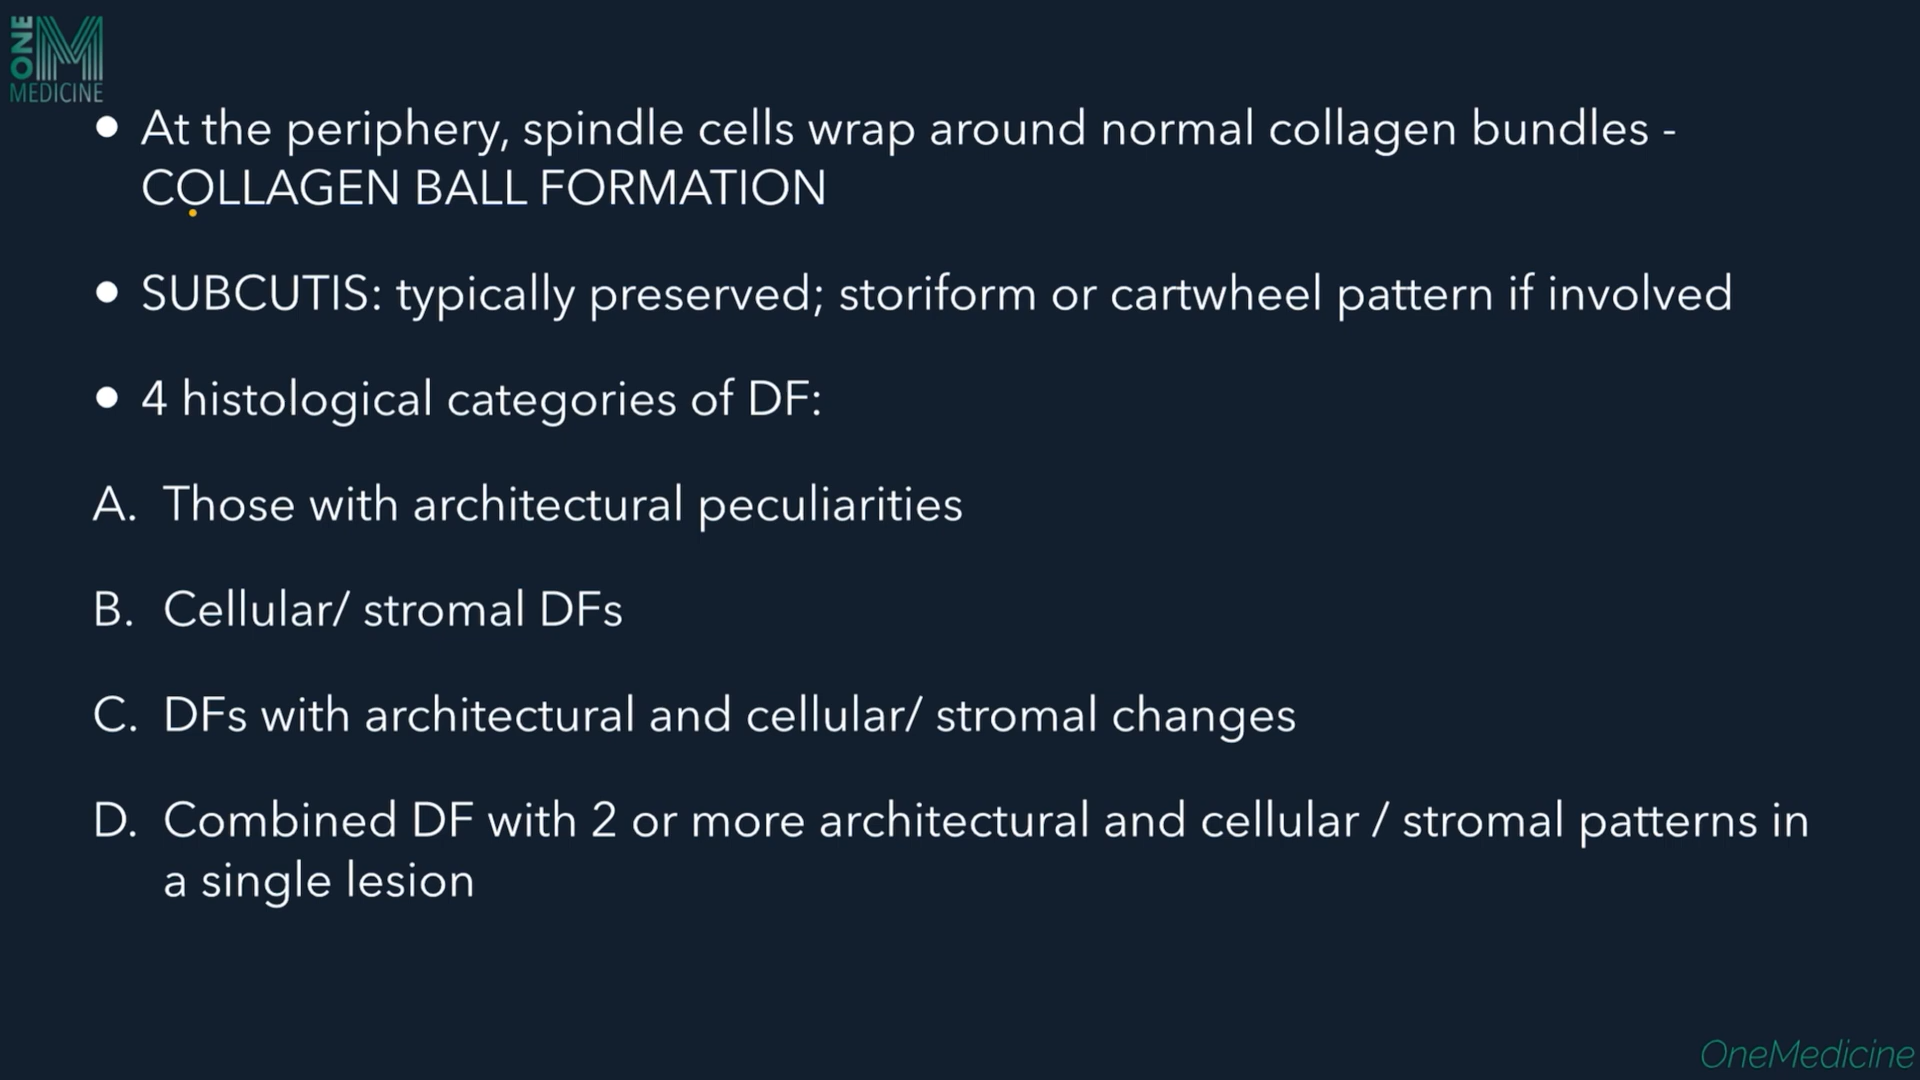 ONE
MEDICINE
• At the periphery, spindle cells wrap around normal collagen bundles -
COLLAGEN BALL FORMATION
• SUBCUTIS: typically preserved; storiform or cartwheel pattern if involved
• 4 histological categories of DF:
A. Those with architectural peculiarities
B. Cellular/ stromal DFs
C. DFs with architectural and cellular/ stromal changes
D. Combined DF with 2 or more architectural and cellular / stromal patterns in
a single lesion
OneMedicine